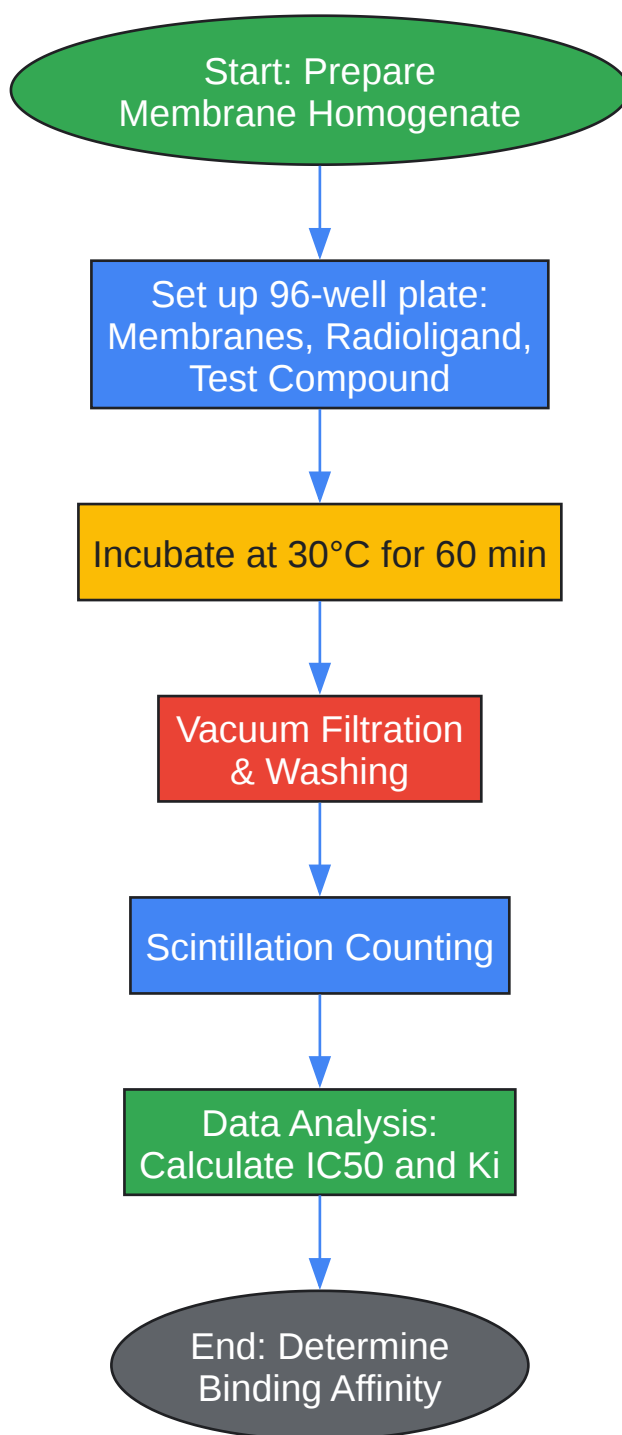 Start: Prepare
Membrane Homogenate
Set up 96-well plate:
Membranes, Radioligand,
Test Compound
Incubate at 30°C for 60 min
Vacuum Filtration
& Washing
Scintillation Counting
Data Analysis:
Calculate IC50 and Ki
End: Determine
Binding Affinity